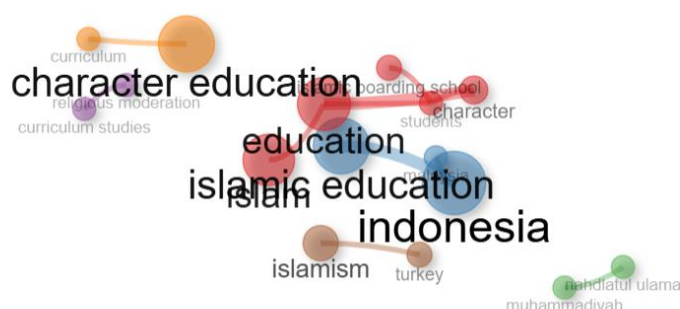 curriculum
character education
islamic boarding school
religious moderation
character
curriculum studies
students
education
malaysia
islamic education
islam
indonesia
islamism
turkey
nahdlatul ulama
muhammadiyah